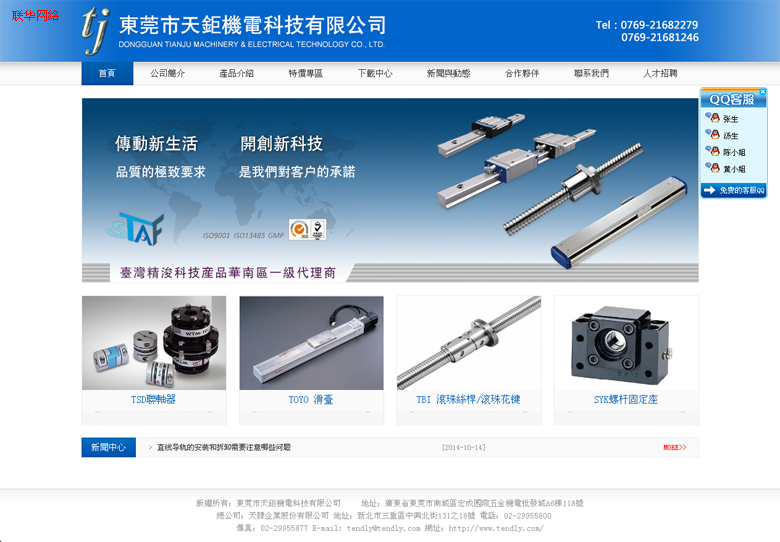 联华网络
tj
東莞市天鉅機電科技有限公司
DONGGUAN TIANJU MACHINERY & ELECTRICAL TECHNOLOGY CO., LTD.
Tel : 0769-21682279
0769-21681246
首頁 公司簡介 產品介紹 特價專區 下載中心 新聞與動態 合作夥伴 聯系我們 人才招聘
QQ客服
张生
汤生
陈小姐
黄小姐
免费的客服QQ
傳動新生活 開創新科技
品質的極致要求 是我們對客户的承諾
STAF
ISO9001 ISO13485 GMP
臺灣精浚科技産品華南區一級代理商
TSD聯軸器
TOYO 滑臺
TBI 滾珠絲桿/滾珠花键
SYK螺杆固定座
新聞中心
直线导轨的安装和拆卸需要注意哪些问题 [2014-10-14] MORE>>
版權所有：東莞市天鉅機電科技有限公司 地址：廣東省東莞市南城區宏成國際五金機電批發城A6棟118號
總公司：天隸企業股份有限公司 地址：新北市三重區中興北街131之18號 電話：02-29955800
傳真：02-29955877 E-mail: tendly@tendly.com 網址：http://www.tendly.com/